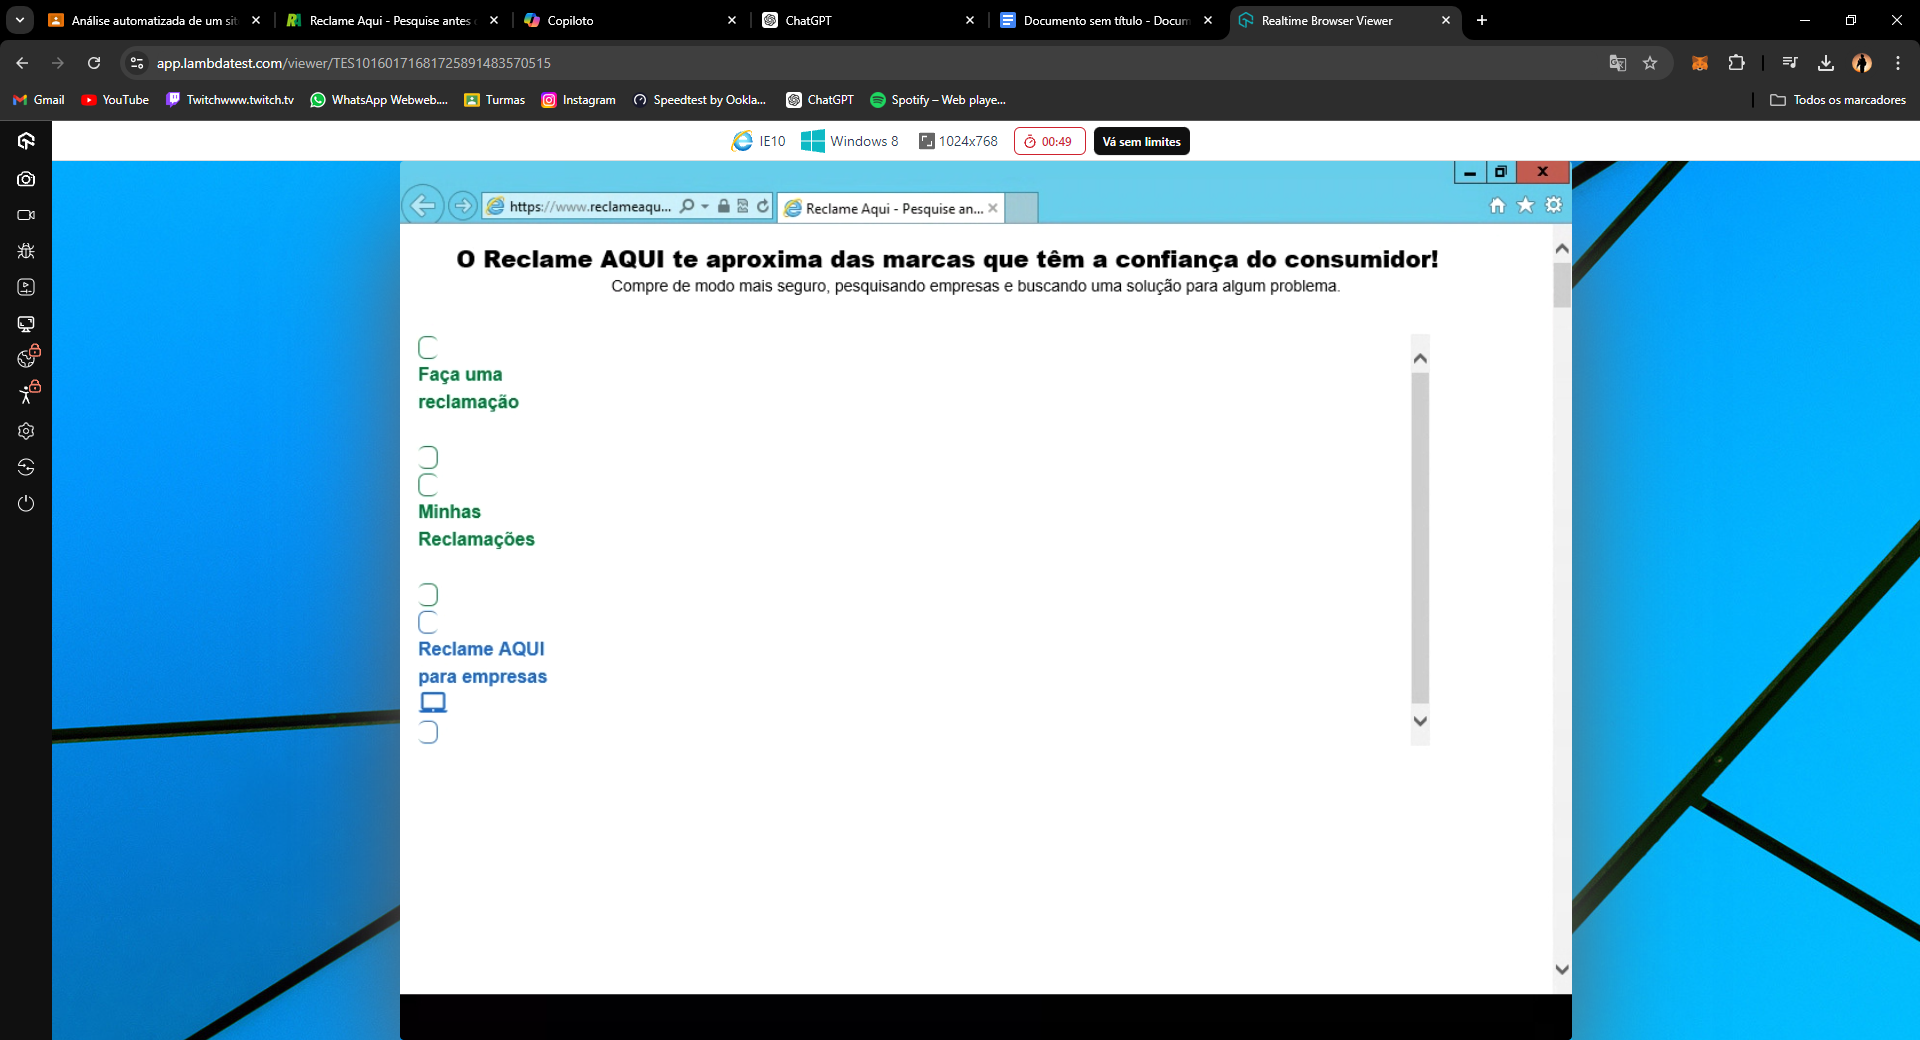 Análise automatizada de um sit
Reclame Aqui - Pesquise antes
Copiloto
ChatGPT
Documento sem título - Docum
Realtime Browser Viewer
app.lambdatest.com/viewer/TES10160171681725891483570515
Gmail
YouTube
Twitchwww.twitch.tv
WhatsApp Webweb....
Turmas
Instagram
Speedtest by Ookla...
ChatGPT
Spotify – Web playe...
Todos os marcadores
IE10
Windows 8
1024x768
00:49
Vá sem limites
https://www.reclameaqu...
Reclame Aqui - Pesquise an...
O Reclame AQUI te aproxima das marcas que têm a confiança do consumidor!
Compre de modo mais seguro, pesquisando empresas e buscando uma solução para algum problema.
Faça uma
reclamação
Minhas
Reclamações
Reclame AQUI
para empresas